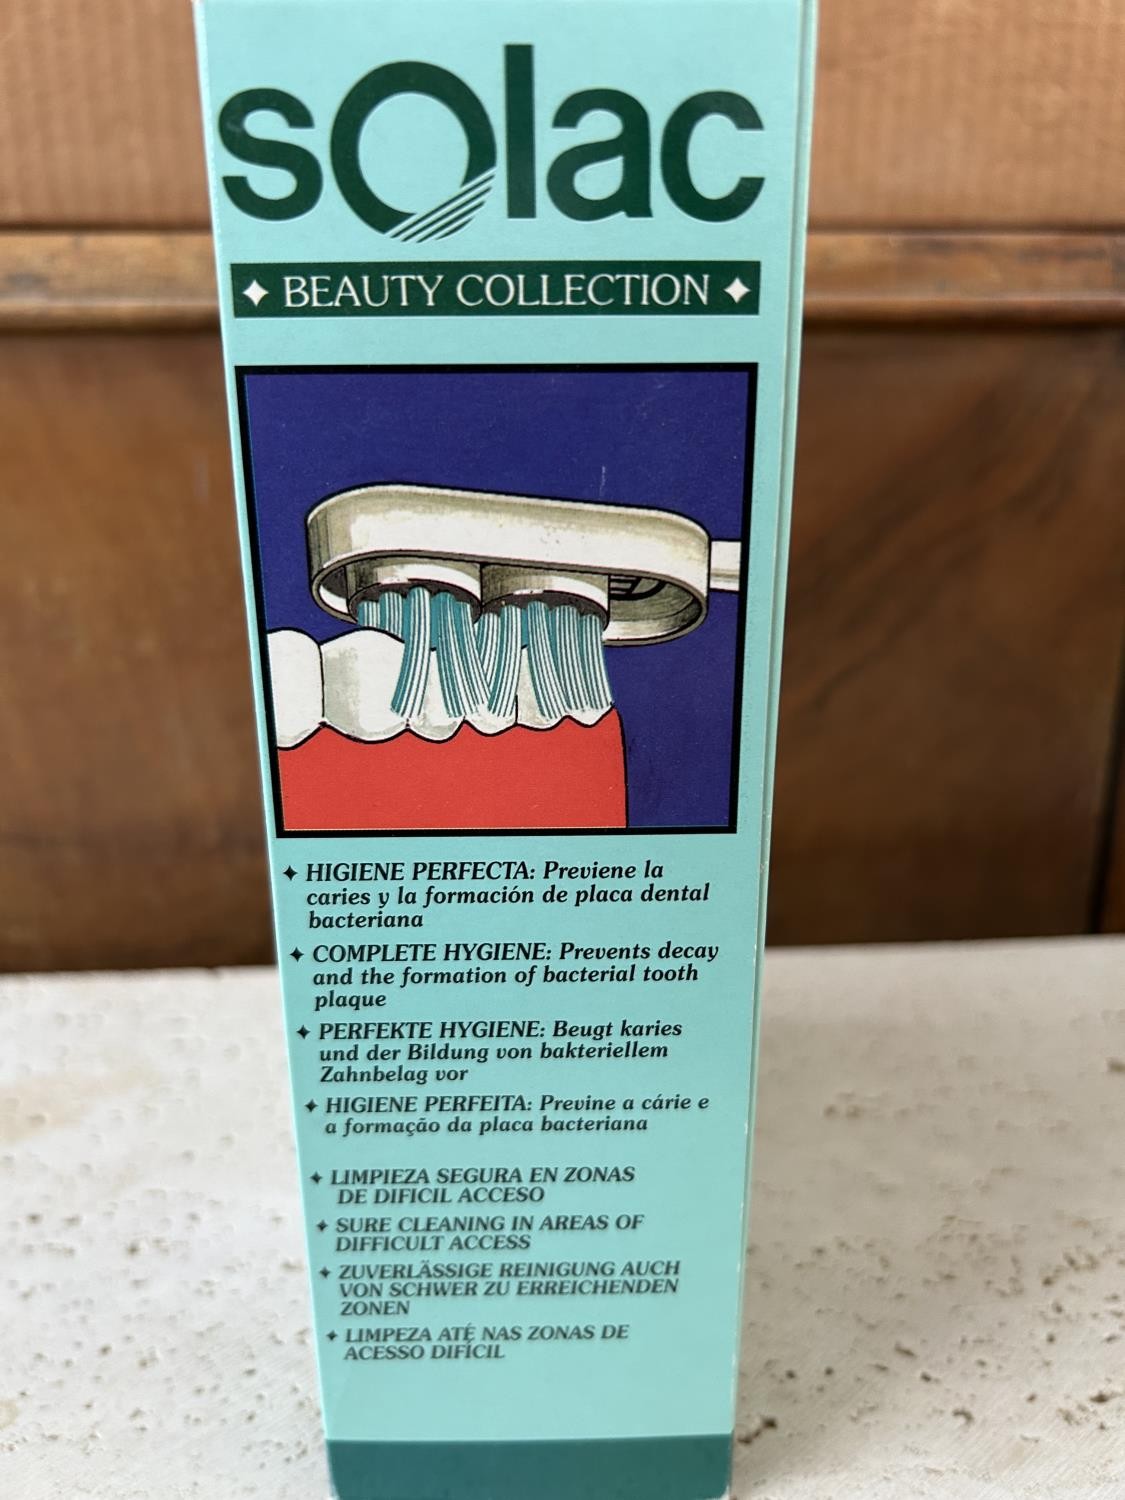 solac
✦ BEAUTY COLLECTION ✦
✦ HIGIENE PERFECTA: Previene la
caries y la formación de placa dental
bacteriana
✦ COMPLETE HYGIENE: Prevents decay
and the formation of bacterial tooth
plaque
✦ PERFEKTE HYGIENE: Beugt karies
und der Bildung von bakteriellem
Zahnbelag vor
✦ HIGIENE PERFEITA: Previne a cárie e
a formação da placa bacteriana
✦ LIMPIEZA SEGURA EN ZONAS
DE DIFICIL ACCESO
✦ SURE CLEANING IN AREAS OF
DIFFICULT ACCESS
✦ ZUVERLÄSSIGE REINIGUNG AUCH
VON SCHWER ZU ERREICHENDEN
ZONEN
✦ LIMPEZA ATÉ NAS ZONAS DE
ACESSO DIFÍCIL